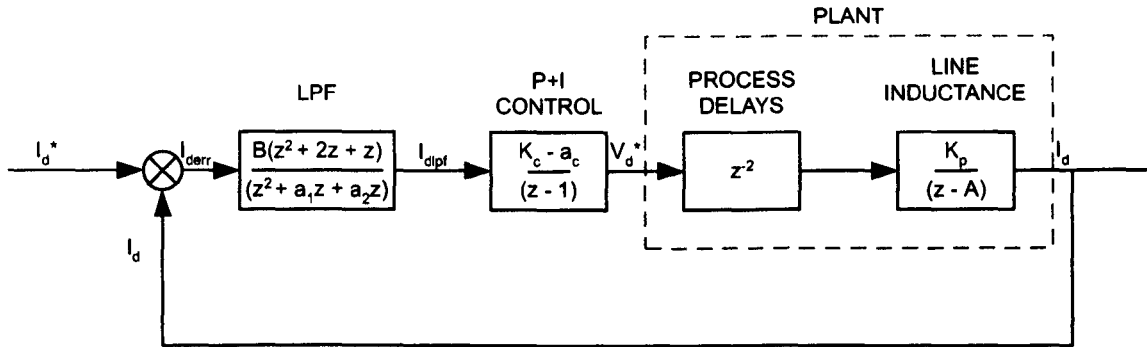 PLANT
LPF
P+I
CONTROL
PROCESS
DELAYS
LINE
INDUCTANCE
I_d*
I_derr
B(z² + 2z + z)
(z² + a₁z + a₂z)
I_dlpf
K_c - a_c
(z - 1)
V_d*
z⁻²
K_p
(z - A)
I_d
I_d